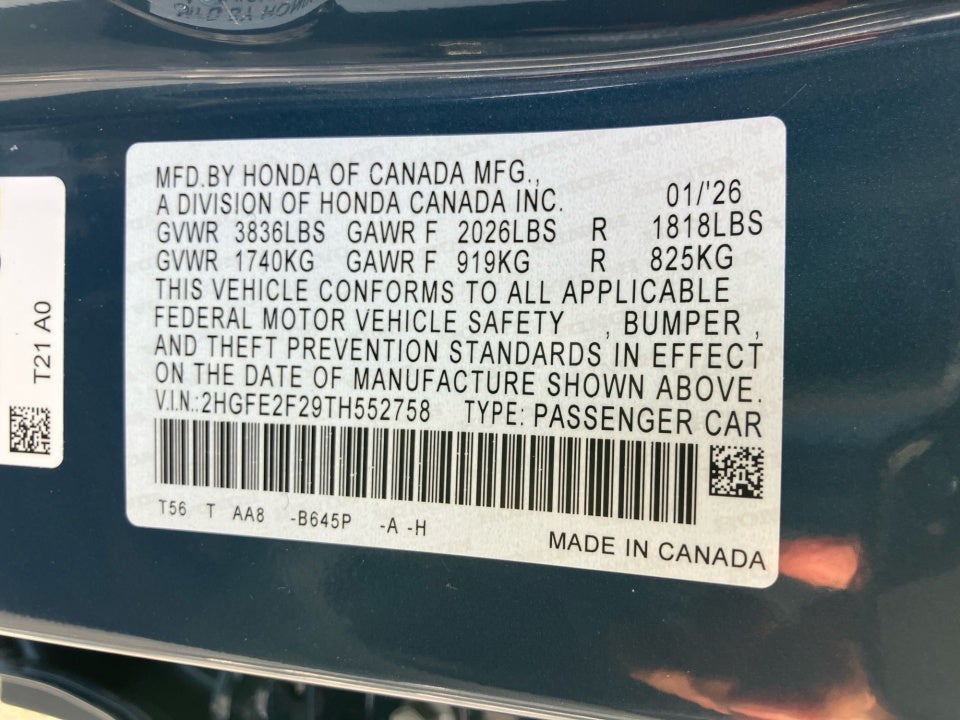 MFD.BY HONDA OF CANADA MFG.,
A DIVISION OF HONDA CANADA INC. 01/'26
GVWR 3836LBS GAWR F 2026LBS R 1818LBS
GVWR 1740KG GAWR F 919KG R 825KG
THIS VEHICLE CONFORMS TO ALL APPLICABLE
FEDERAL MOTOR VEHICLE SAFETY , BUMPER ,
AND THEFT PREVENTION STANDARDS IN EFFECT
ON THE DATE OF MANUFACTURE SHOWN ABOVE.
V.I.N.:2HGFE2F29TH552758 TYPE: PASSENGER CAR
T56 T AA8 -B645P -A -H
MADE IN CANADA
T21 A0